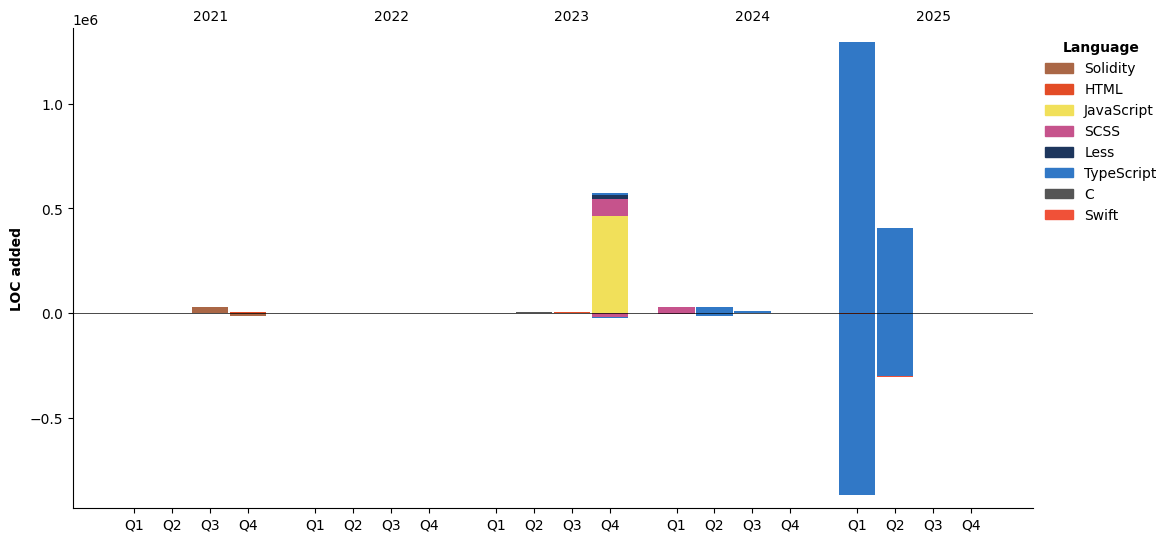 1e6
2021 2022 2023 2024 2025
Language
Solidity
HTML
JavaScript
SCSS
Less
TypeScript
C
Swift
LOC added
1.0
0.5
0.0
−0.5
Q1 Q2 Q3 Q4 Q1 Q2 Q3 Q4 Q1 Q2 Q3 Q4 Q1 Q2 Q3 Q4 Q1 Q2 Q3 Q4